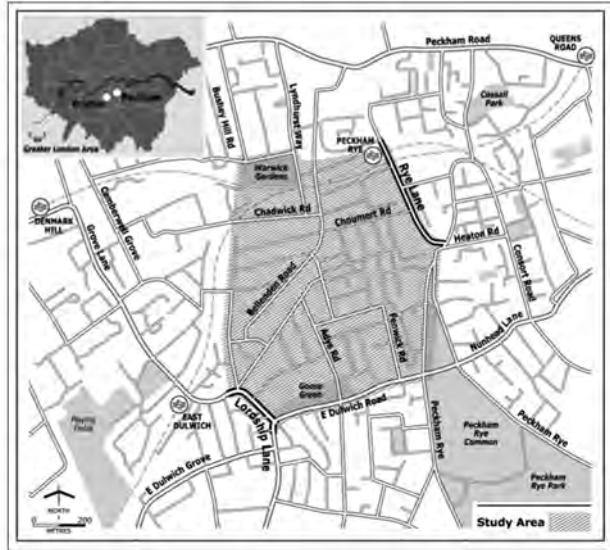 Peckham Road
QUEENS
ROAD
Cossall
Park
Bushey Hill Rd
Lyndhurst Way
Brixton
Peckham
Greater London Area
PECKHAM
RYE
Rye Lane
Warwick
Gardens
DENMARK
HILL
Camberwell Grove
Grove Lane
Chadwick Rd
Choumert Rd
Heaton Rd
Consort Road
Bellenden Road
Adys Rd
Fenwick Rd
Nunhead Lane
Goose
Green
EAST
DULWICH
Lordship Lane
E Dulwich Road
Playing
Fields
E Dulwich Grove
Peckham Rye
Peckham
Rye
Common
Peckham Rye
Peckham
Rye Park
NORTH
0 200
METRES
Study Area